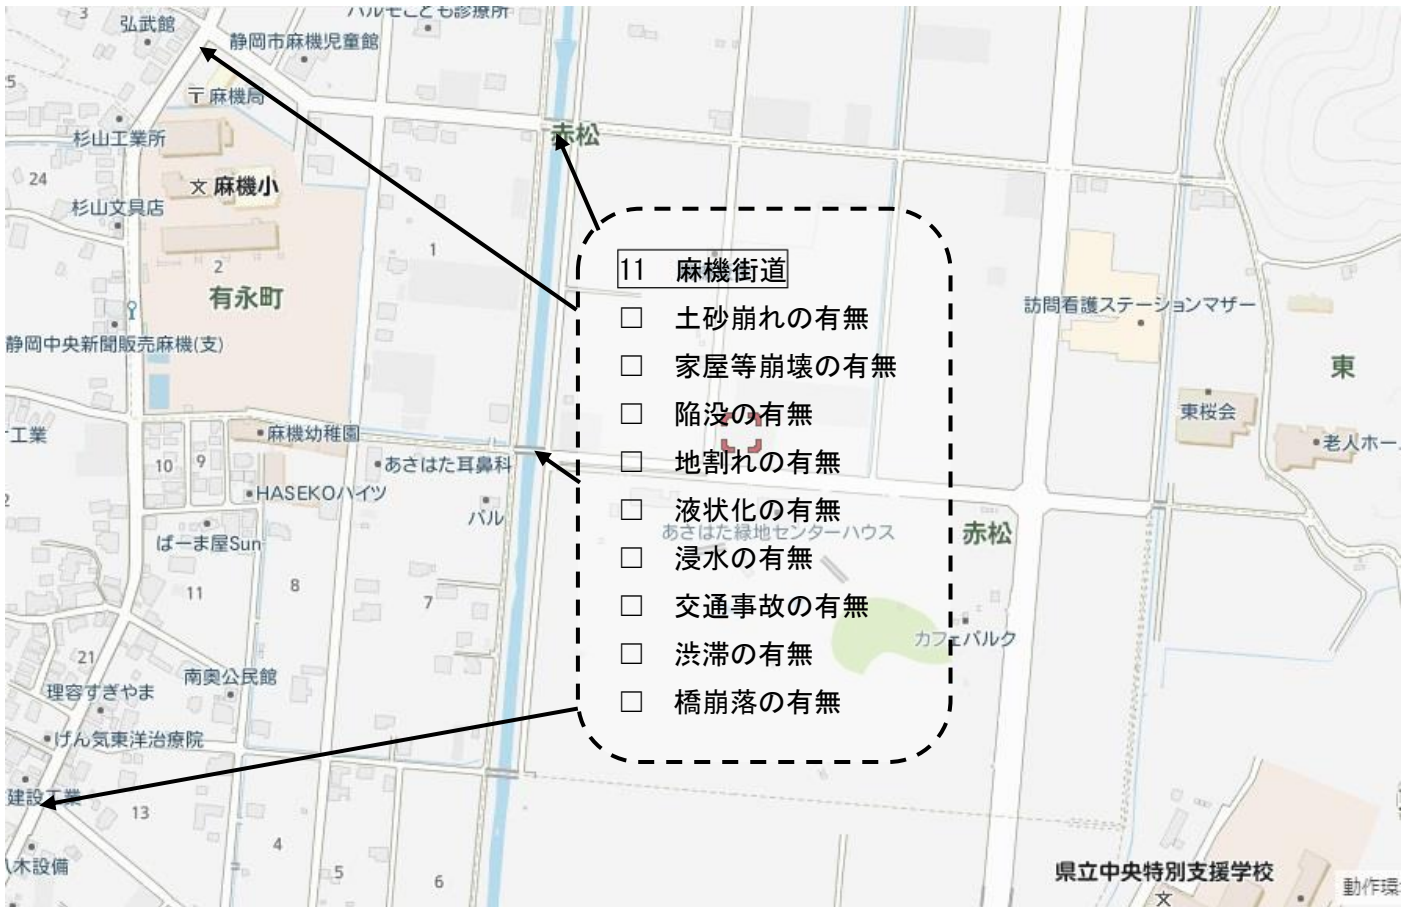 3
弘武館
パルモこども診療所
静岡市麻機児童館
25
〒麻機局
杉山工業所
赤松
24
文 麻機小
杉山文具店
1
2
有永町
静岡中央新聞販売麻機(支)
11 麻機街道
□ 土砂崩れの有無
□ 家屋等崩壊の有無
□ 陥没の有無
□ 地割れの有無
□ 液状化の有無
□ 浸水の有無
□ 交通事故の有無
□ 渋滞の有無
□ 橋崩落の有無
訪問看護ステーションマザー
東
東桜会
老人ホー
工業
麻機幼稚園
10
9
あさはた耳鼻科
HASEKOハイツ
パル
ぱーま屋Sun
あさはた緑地センターハウス
赤松
11
8
7
カフェバルク
21
南奥公民館
理容すぎやま
げん気東洋治療院
建設工業
13
4
5
6
八木設備
県立中央特別支援学校
文
動作環